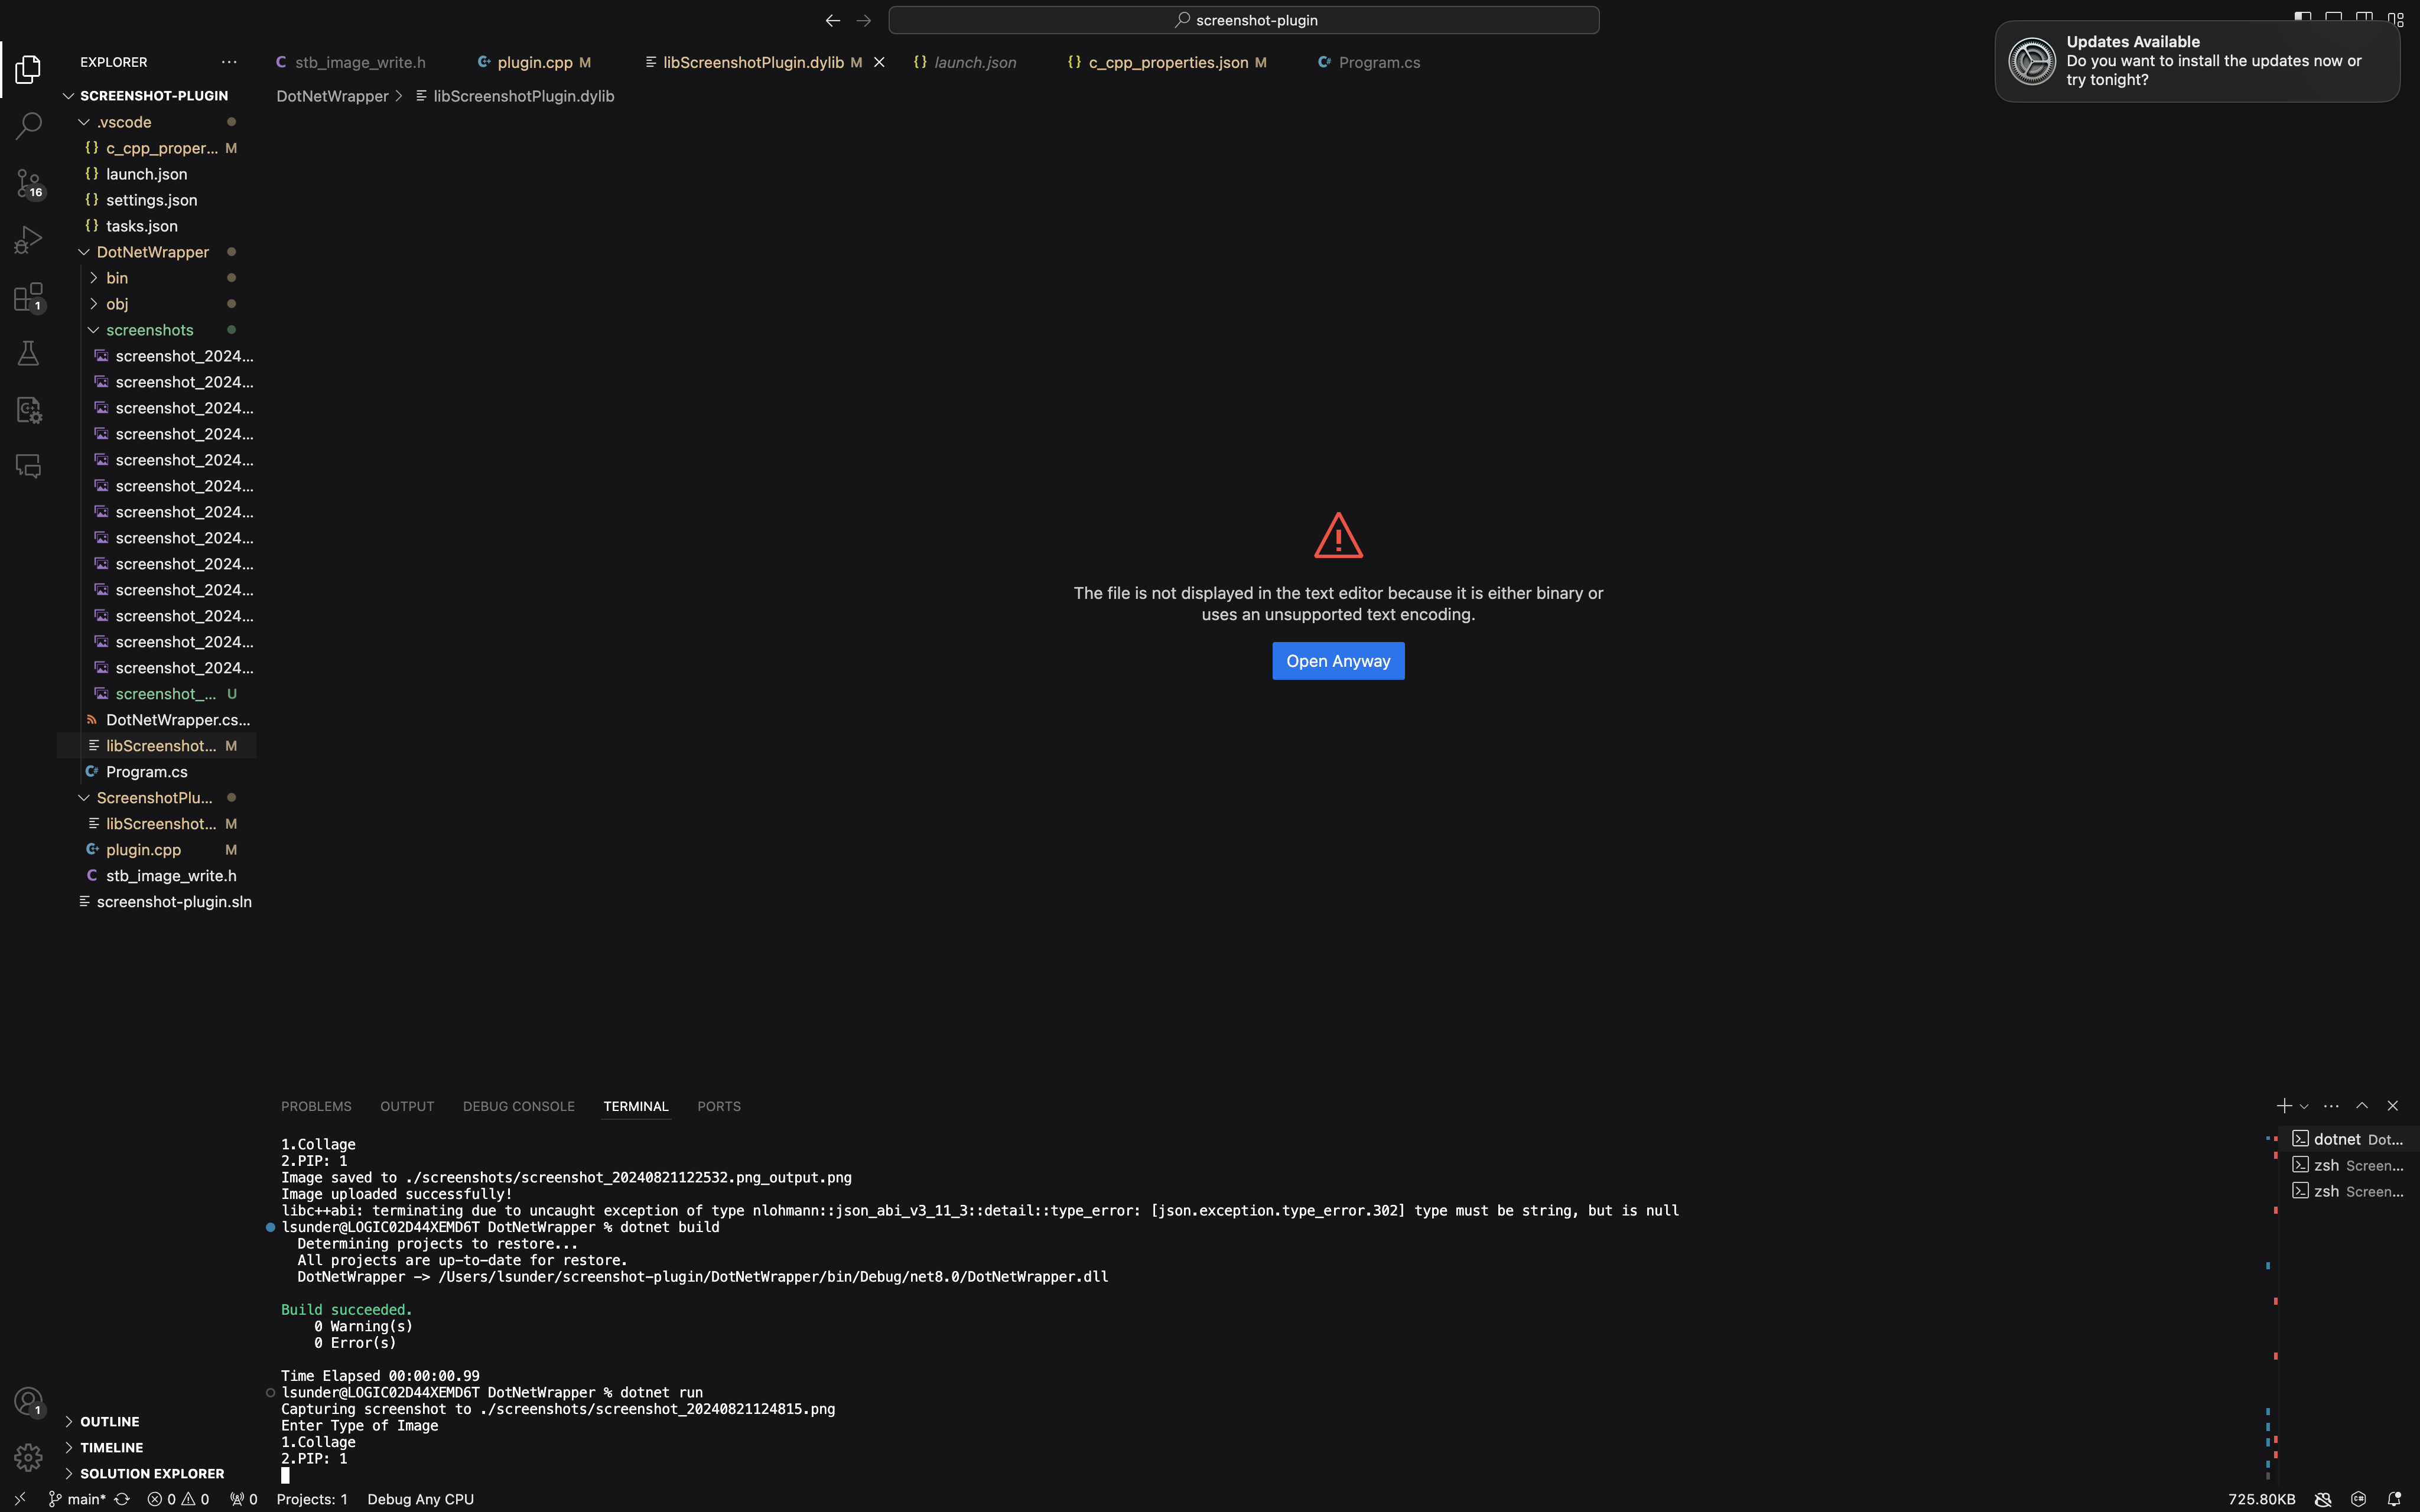 screenshot-plugin
Updates Available
Do you want to install the updates now or
try tonight?
EXPLORER
stb_image_write.h
plugin.cpp M
libScreenshotPlugin.dylib M
launch.json
c_cpp_properties.json M
Program.cs
SCREENSHOT-PLUGIN
DotNetWrapper > libScreenshotPlugin.dylib
.vscode
c_cpp_proper... M
launch.json
16
settings.json
tasks.json
DotNetWrapper
bin
1
obj
screenshots
screenshot_2024...
screenshot_2024...
screenshot_2024...
screenshot_2024...
screenshot_2024...
screenshot_2024...
screenshot_2024...
screenshot_2024...
screenshot_2024...
screenshot_2024...
screenshot_2024...
screenshot_2024...
screenshot_2024...
screenshot_... U
DotNetWrapper.cs...
libScreenshot... M
Program.cs
ScreenshotPlu...
libScreenshot... M
plugin.cpp M
stb_image_write.h
screenshot-plugin.sln
The file is not displayed in the text editor because it is either binary or
uses an unsupported text encoding.
Open Anyway
PROBLEMS OUTPUT DEBUG CONSOLE TERMINAL PORTS
1.Collage
2.PIP: 1
Image saved to ./screenshots/screenshot_20240821122532.png_output.png
Image uploaded successfully!
libc++abi: terminating due to uncaught exception of type nlohmann::json_abi_v3_11_3::detail::type_error: [json.exception.type_error.302] type must be string, but is null
lsunder@LOGIC02D44XEMD6T DotNetWrapper % dotnet build
Determining projects to restore...
All projects are up-to-date for restore.
DotNetWrapper -> /Users/lsunder/screenshot-plugin/DotNetWrapper/bin/Debug/net8.0/DotNetWrapper.dll
Build succeeded.
0 Warning(s)
0 Error(s)
Time Elapsed 00:00:00.99
lsunder@LOGIC02D44XEMD6T DotNetWrapper % dotnet run
Capturing screenshot to ./screenshots/screenshot_20240821124815.png
Enter Type of Image
1.Collage
2.PIP: 1
dotnet Dot...
zsh Screen...
zsh Screen...
1
OUTLINE
TIMELINE
SOLUTION EXPLORER
main* 0 0 0 Projects: 1 Debug Any CPU 725.80KB